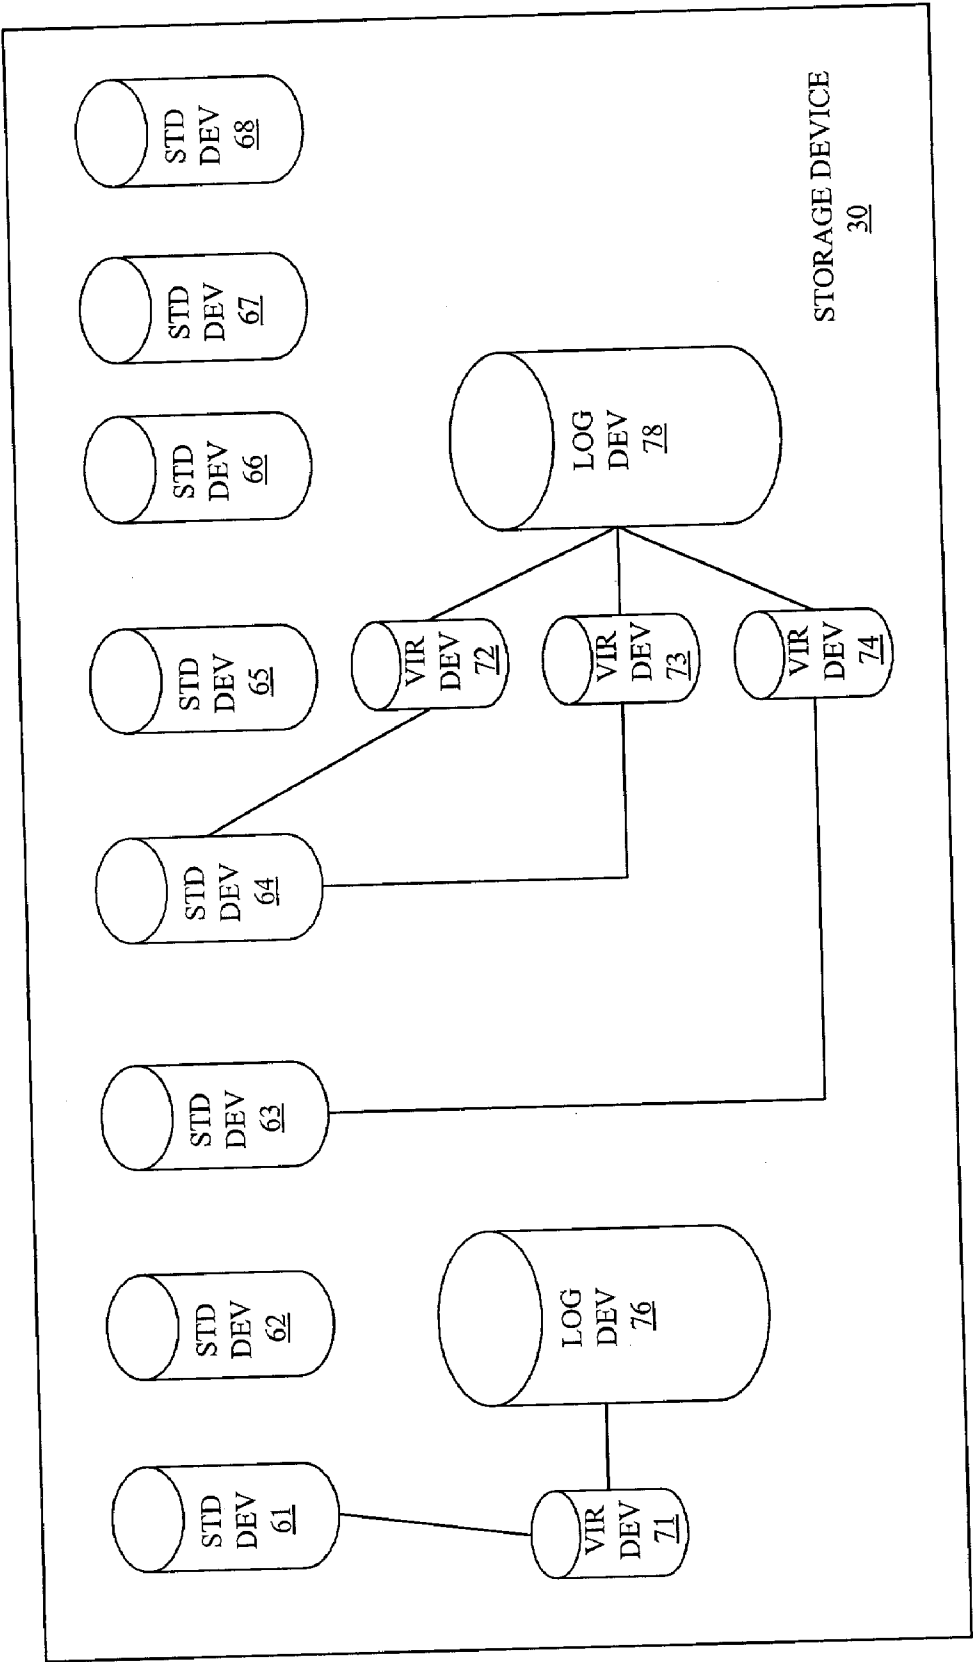 STD
DEV
61
STD
DEV
62
STD
DEV
63
STD
DEV
64
STD
DEV
65
STD
DEV
66
STD
DEV
67
STD
DEV
68
VIR
DEV
71
LOG
DEV
76
VIR
DEV
72
VIR
DEV
73
VIR
DEV
74
LOG
DEV
78
STORAGE DEVICE
30